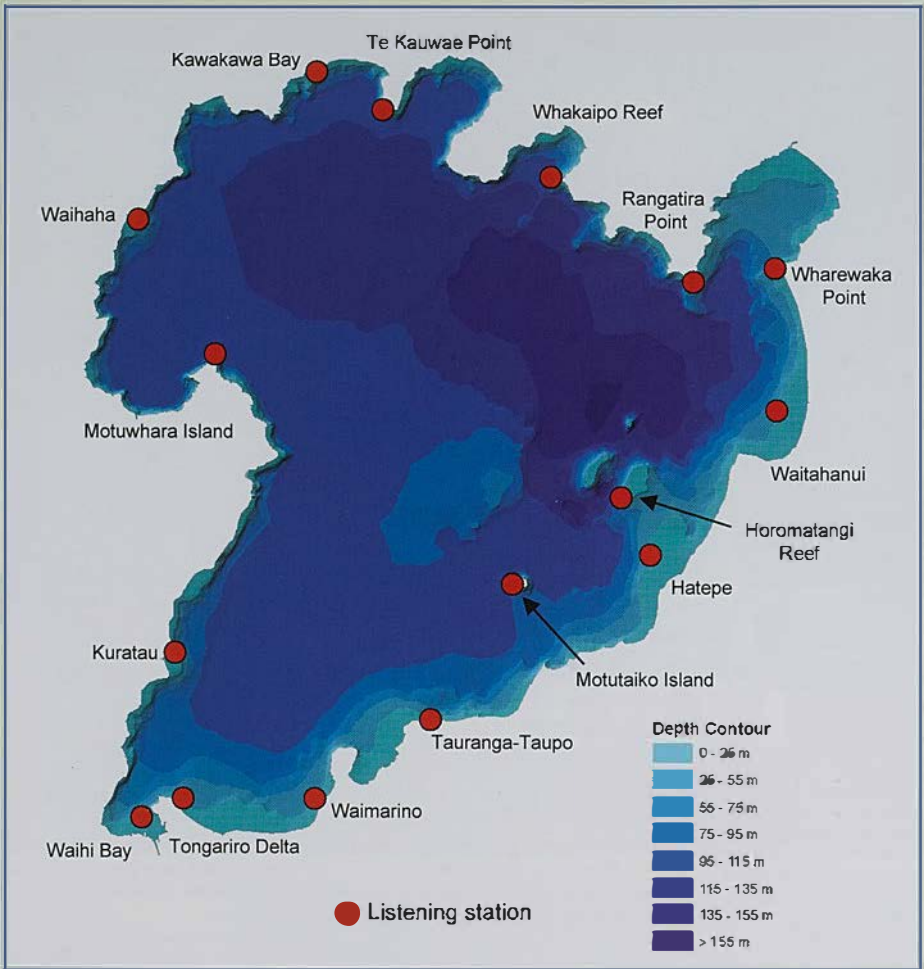 Te Kauwae Point
Kawakawa Bay
Whakaipo Reef
Rangatira
Point
Waihaha
Wharewaka
Point
Motuwhara Island
Waitahanui
Horomatangi
Reef
Hatepe
Kuratau
Motutaiko Island
Tauranga-Taupo
Waimarino
Waihi Bay
Tongariro Delta
Listening station
Depth Contour
0 - 25 m
25 - 55 m
55 - 75 m
75 - 95 m
95 - 115 m
115 - 135 m
135 - 155 m
> 155 m